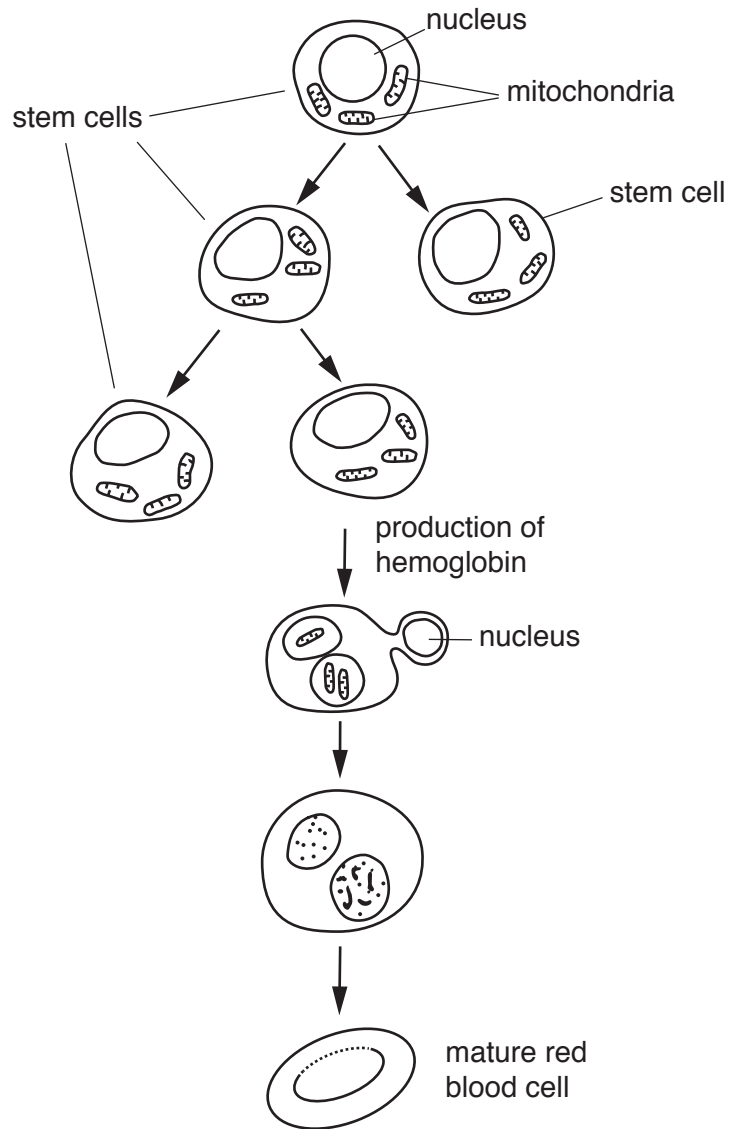 nucleus
mitochondria
stem cells
stem cell
production of
hemoglobin
nucleus
mature red
blood cell